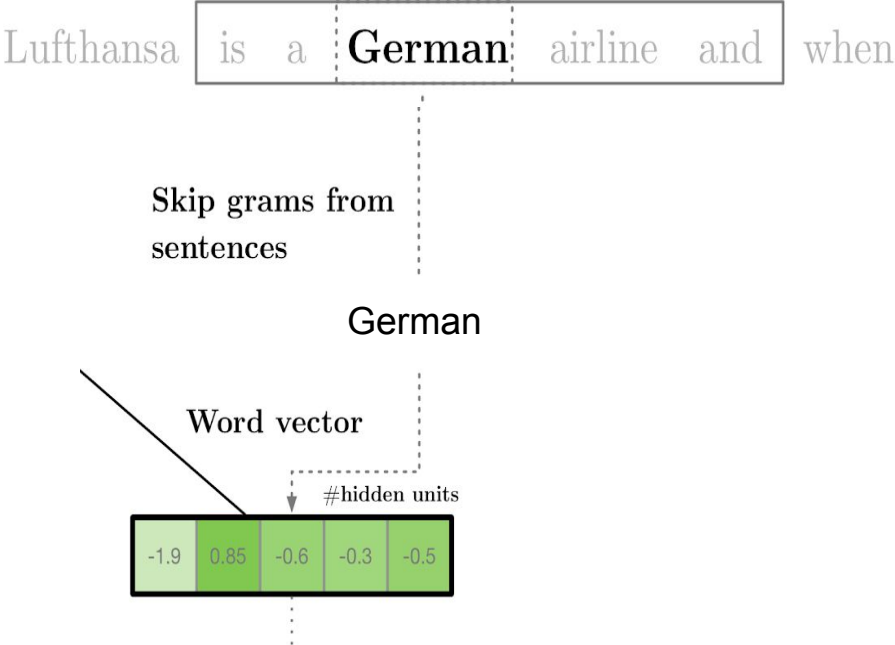 Lufthansa is a German airline and when
Skip grams from
sentences
German
Word vector
#hidden units
-1.9 0.85 -0.6 -0.3 -0.5